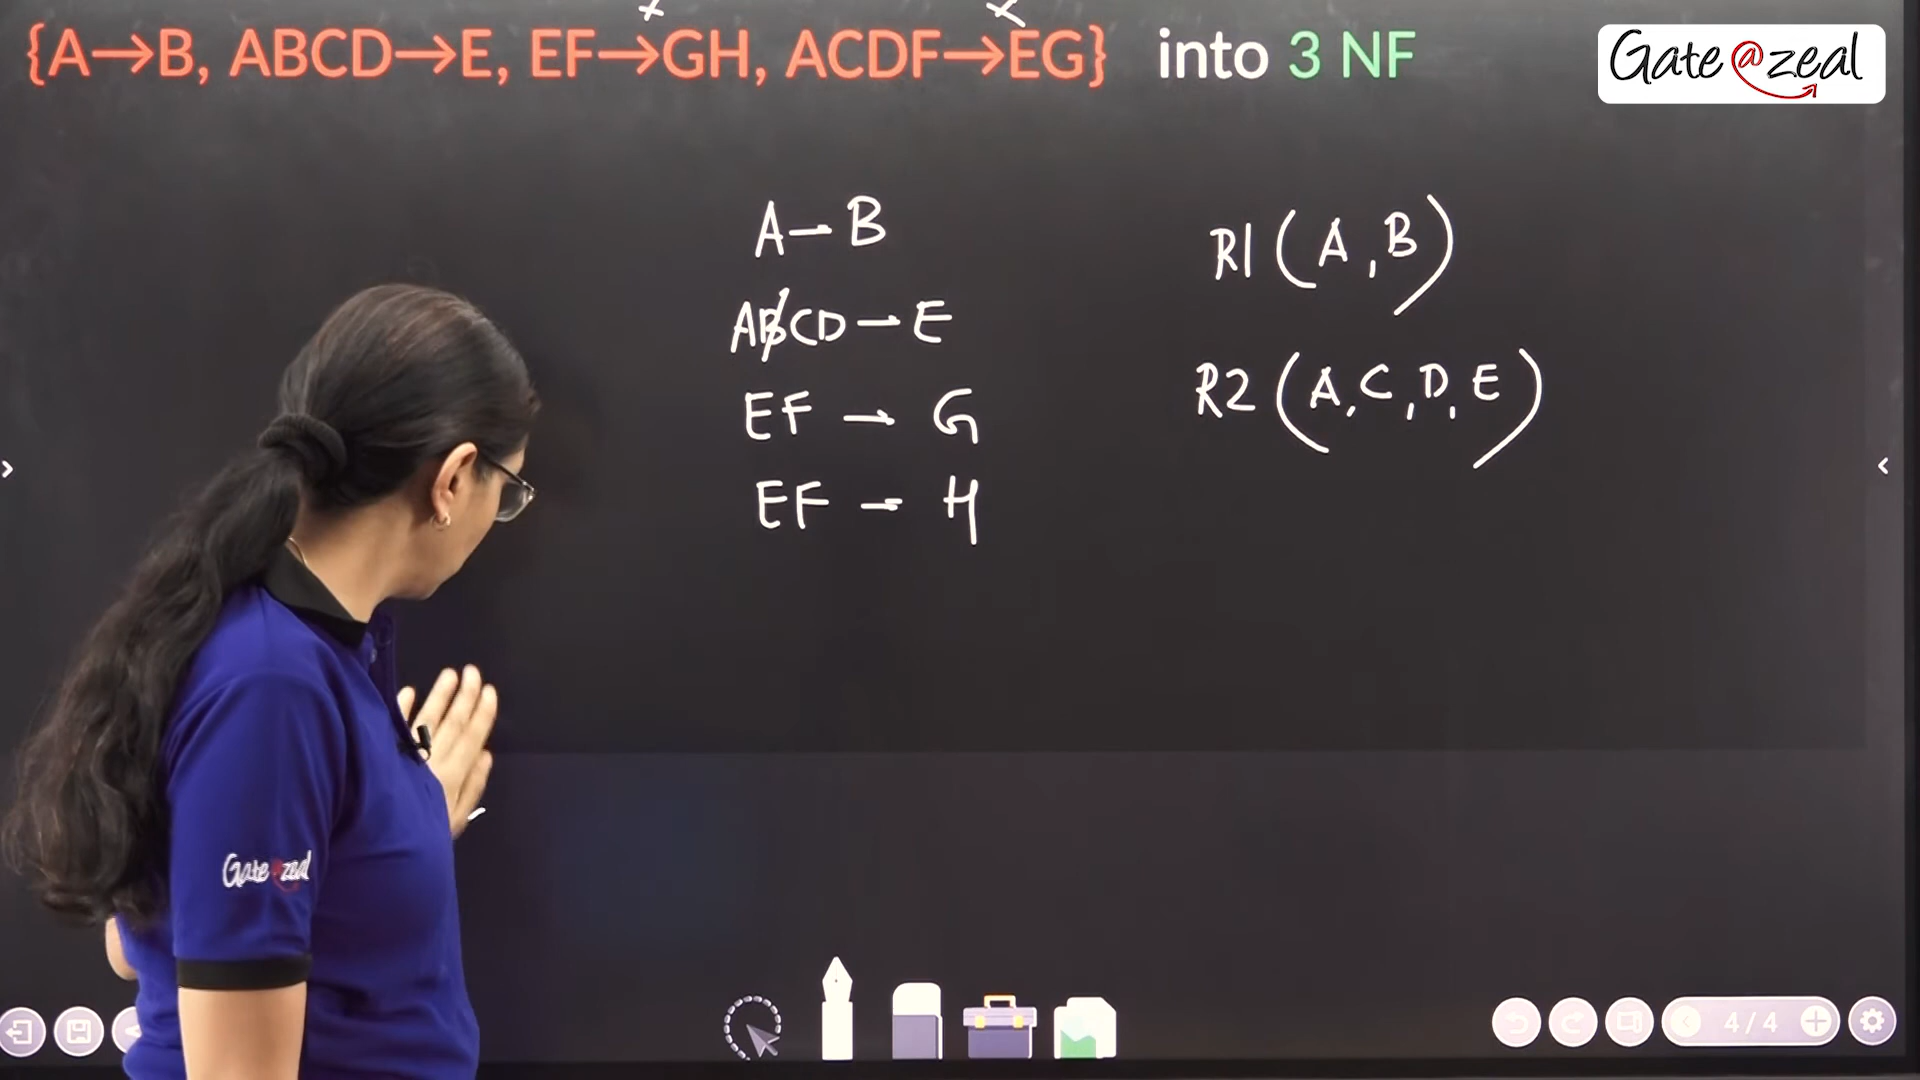 {A→B, ABCD→E, EF→GH, ACDF→EG} into 3 NF
Gate@zeal
A → B
ABCD → E
EF → G
EF → H
R1 (A, B)
R2 (A, C, D, E)
Gate@zeal
4/4